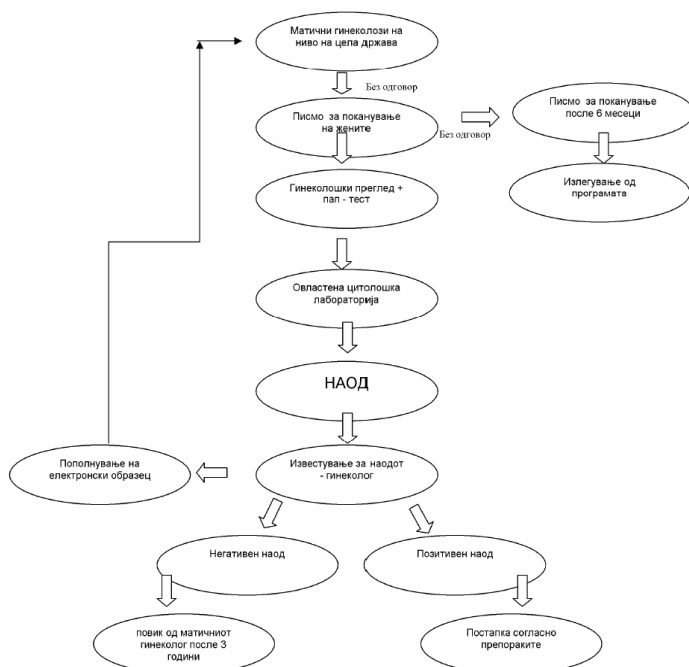 Матични гинеколози на
ниво на цела држава
Без одговор
Писмо за поканување
на жените
Без одговор
Писмо за поканување
после 6 месеци
Излегување од
програмата
Гинеколошки преглед +
пап - тест
Овластена цитолошка
лабораторија
НАОД
Пополнување на
електронски образец
Известување за наодот
- гинеколог
Негативен наод
Позитивен наод
повик од матичниот
гинеколог после 3
години
Постапка согласно
препораките